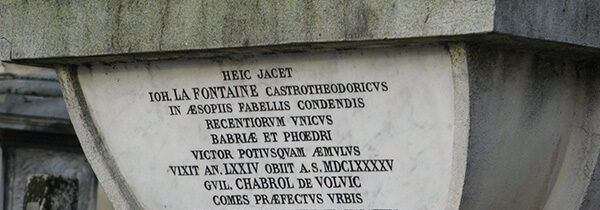 HEIC JACET
IOH. LA FONTAINE CASTROTHEODORICVS
IN ÆSOPIIS FABELLIS CONDENDIS
RECENTIORVM VNICVS
BABRIÆ ET PHŒDRI
VICTOR POTIVSQVAM ÆMVLVS
VIXIT AN. LXXIV OBIIT A.S. MDCLXXXXV
GVIL. CHABROL DE VOLVIC
COMES PRÆFECTVS VRBIS